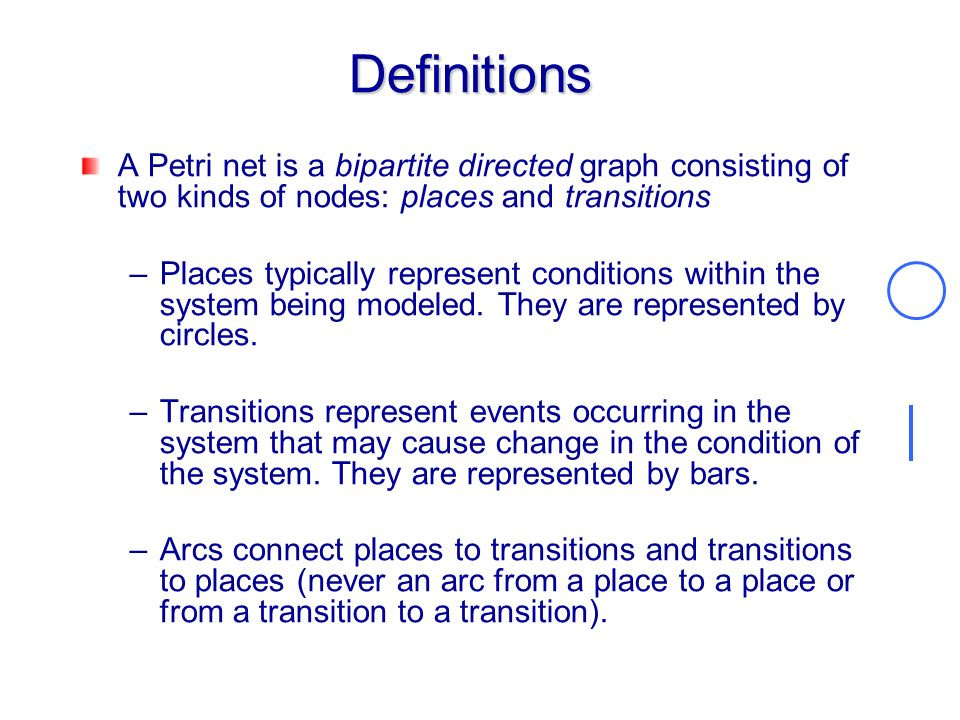 Definitions
A Petri net is a bipartite directed graph consisting of
two kinds of nodes: places and transitions
– Places typically represent conditions within the
system being modeled. They are represented by
circles.
– Transitions represent events occurring in the
system that may cause change in the condition of
the system. They are represented by bars.
– Arcs connect places to transitions and transitions
to places (never an arc from a place to a place or
from a transition to a transition).